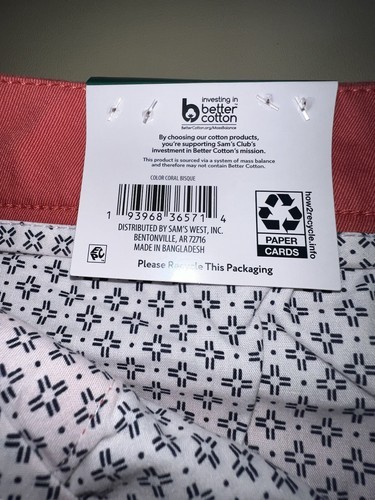 investing in
better
cotton
BetterCotton.org/MassBalance
By choosing our cotton products,
you're supporting Sam's Club's
investment in Better Cotton's mission.
This product is sourced via a system of mass balance
and therefore may not contain Better Cotton.
COLOR CORAL BISQUE
1 93968 36571 4
DISTRIBUTED BY SAM'S WEST, INC.
BENTONVILLE, AR 72716
MADE IN BANGLADESH
PAPER
CARDS
how2recycle.info
Please Recycle This Packaging